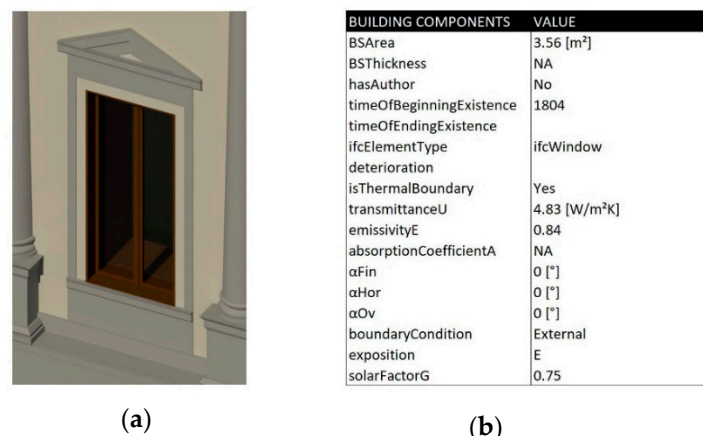 BUILDING COMPONENTS VALUE
BSArea 3.56 [m²]
BSThickness NA
hasAuthor No
timeOfBeginningExistence 1804
timeOfEndingExistence
ifcElementType ifcWindow
deterioration
isThermalBoundary Yes
transmittanceU 4.83 [W/m²K]
emissivityE 0.84
absorptionCoefficientA NA
αFin 0 [°]
αHor 0 [°]
αOv 0 [°]
boundaryCondition External
exposition E
solarFactorG 0.75
(a) (b)